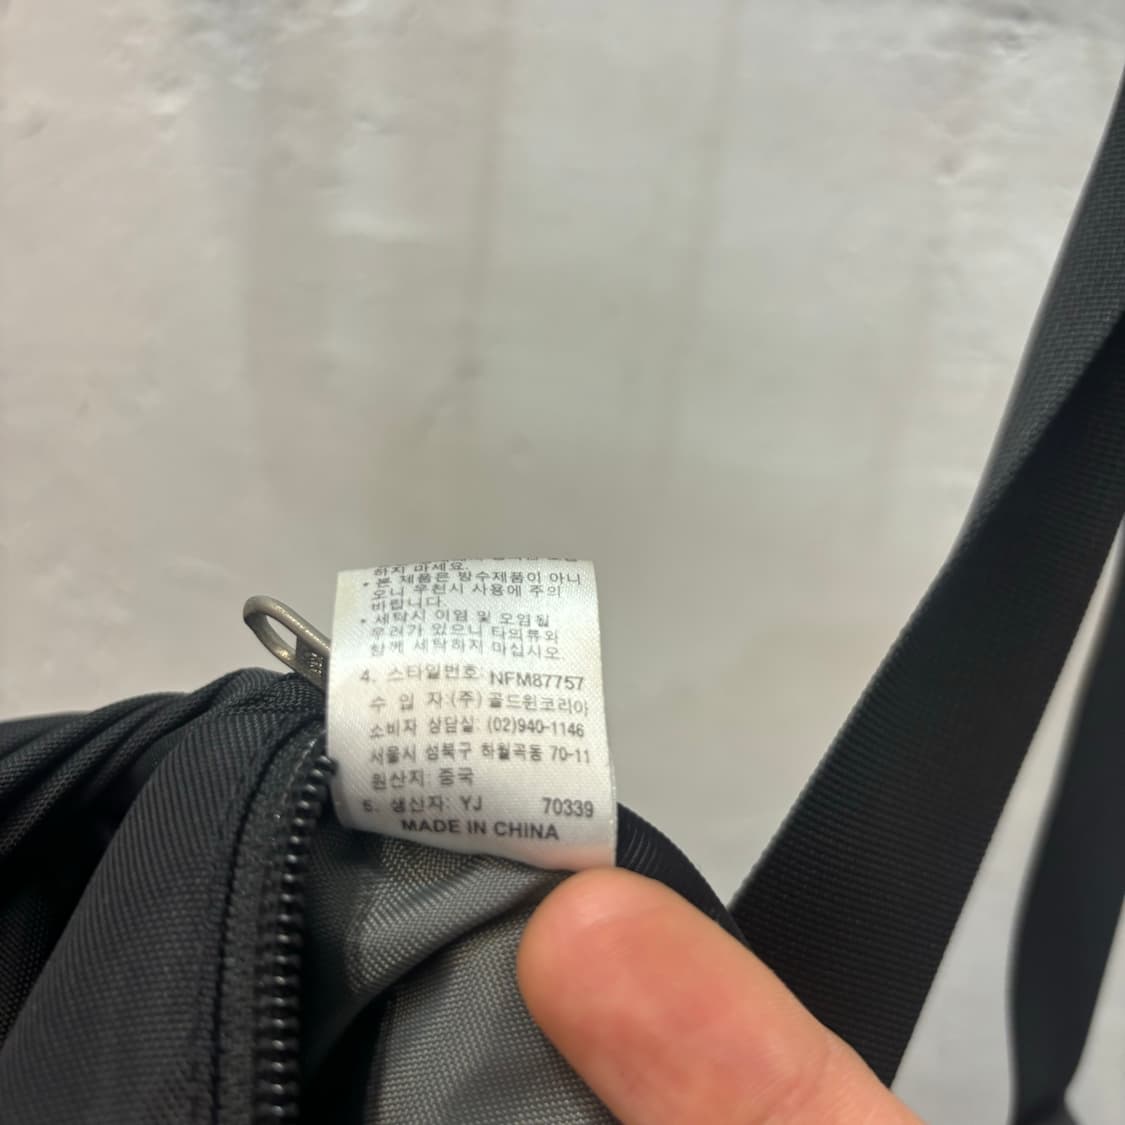 하지 마세요.
* 본 제품은 방수제품이 아니
오니 우천시 사용에 주의
바랍니다.
* 세탁시 이염 및 오염될
우려가 있으니 타의류와
함께 세탁하지 마십시오.
4. 스타일번호: NFM87757
수 입 자:(주) 골드윈코리아
소비자 상담실: (02)940-1146
서울시 성북구 하월곡동 70-11
원산지: 중국
6. 생산자: YJ 70339
MADE IN CHINA